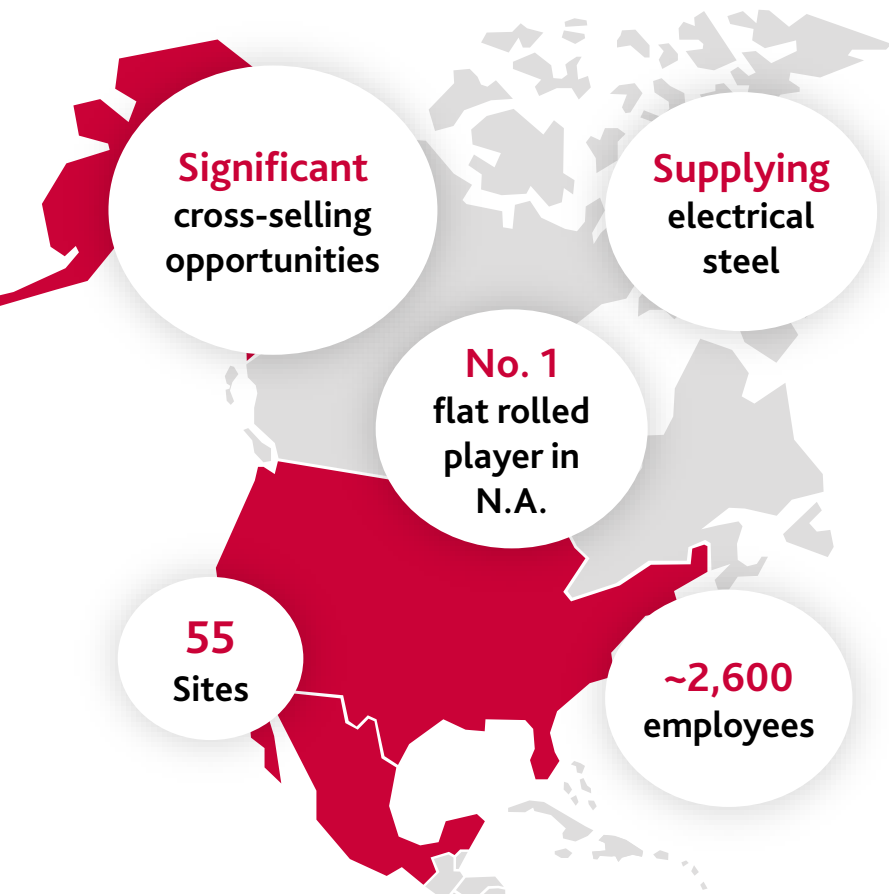 Significant
cross-selling
opportunities
Supplying
electrical
steel
No. 1
flat rolled
player in
N.A.
55
Sites
~2,600
employees